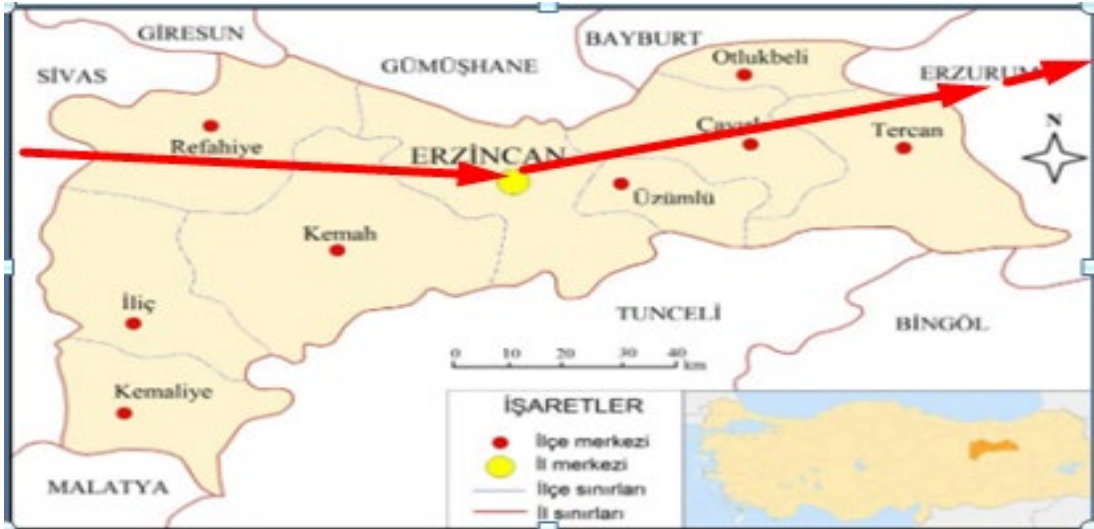 GİRESUN
BAYBURT
Otlukbeli
SİVAS
GÜMÜŞHANE
ERZURUM
Refahiye
ERZİNCAN
Tercan
N
Üzümlü
Kemah
İliç
TUNCELİ
BİNGÖL
0 10 20 30 40
km
Kemaliye
İŞARETLER
İlçe merkezi
İl merkezi
İlçe sınırları
İl sınırları
MALATYA